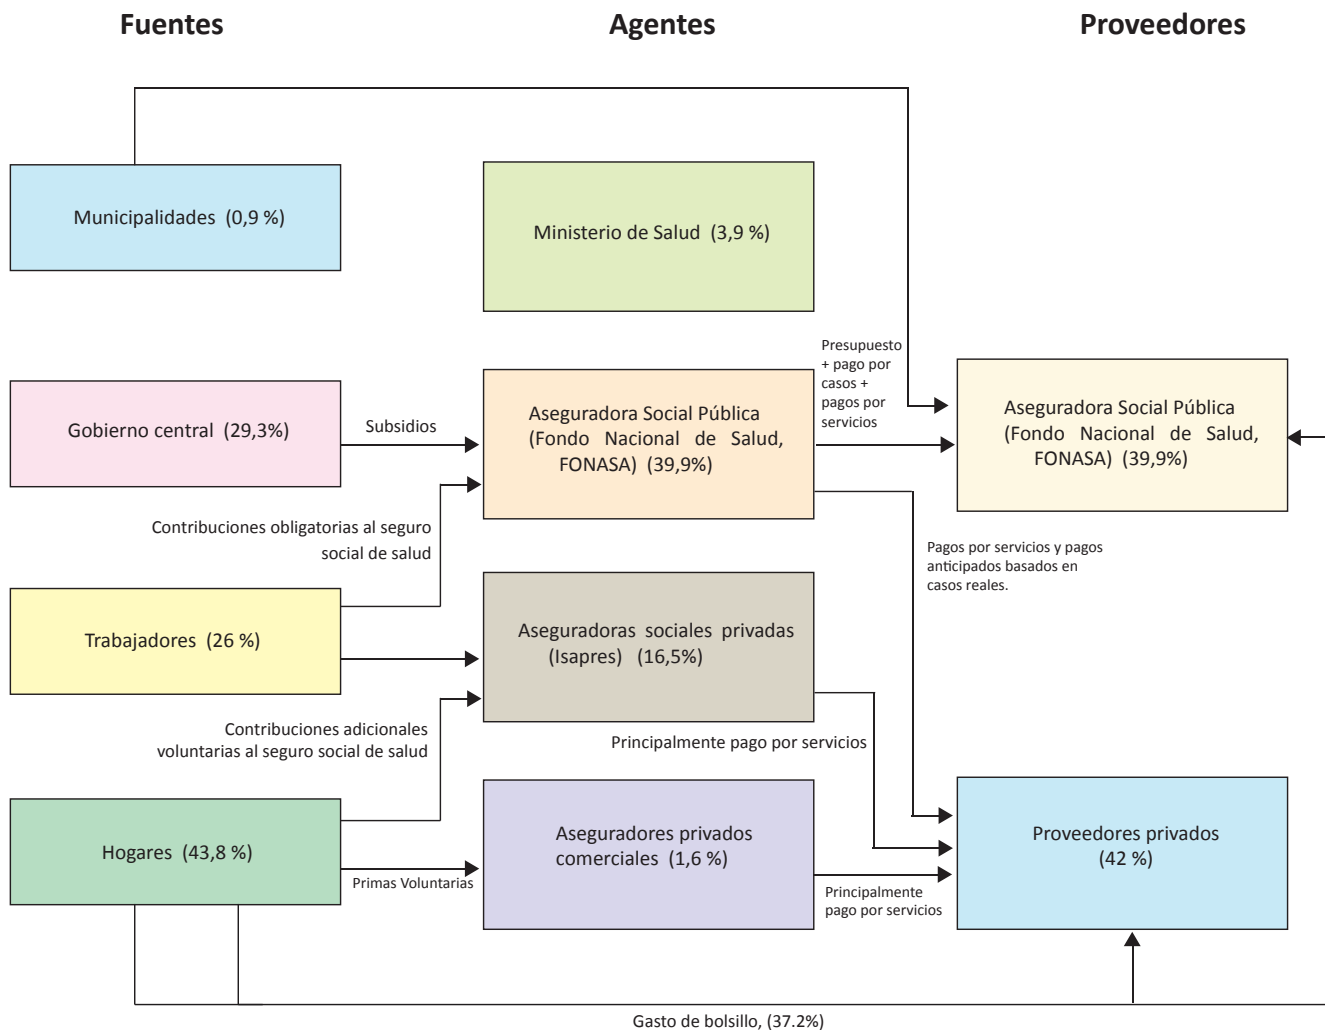 Fuentes
Agentes
Proveedores
Municipalidades (0,9 %)
Ministerio de Salud (3,9 %)
Presupuesto
+ pago por
casos +
pagos por
servicios
Gobierno central (29,3%)
Subsidios
Aseguradora Social Pública
(Fondo Nacional de Salud,
FONASA) (39,9%)
Aseguradora Social Pública
(Fondo Nacional de Salud,
FONASA) (39,9%)
Contribuciones obligatorias al seguro
social de salud
Pagos por servicios y pagos
anticipados basados en
casos reales.
Trabajadores (26 %)
Aseguradoras sociales privadas
(Isapres) (16,5%)
Contribuciones adicionales
voluntarias al seguro social de salud
Principalmente pago por servicios
Hogares (43,8 %)
Primas Voluntarias
Aseguradores privados
comerciales (1,6 %)
Principalmente
pago por servicios
Proveedores privados
(42 %)
Gasto de bolsillo, (37.2%)